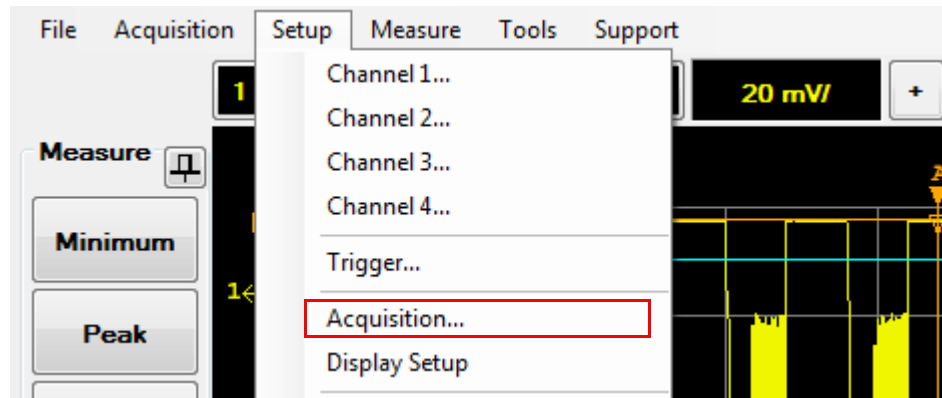 File Acquisition Setup Measure Tools Support
Channel 1...
1
20 mV/
+
Channel 2...
Measure
Channel 3...
Channel 4...
Minimum
Trigger...
1
Acquisition...
Peak
Display Setup